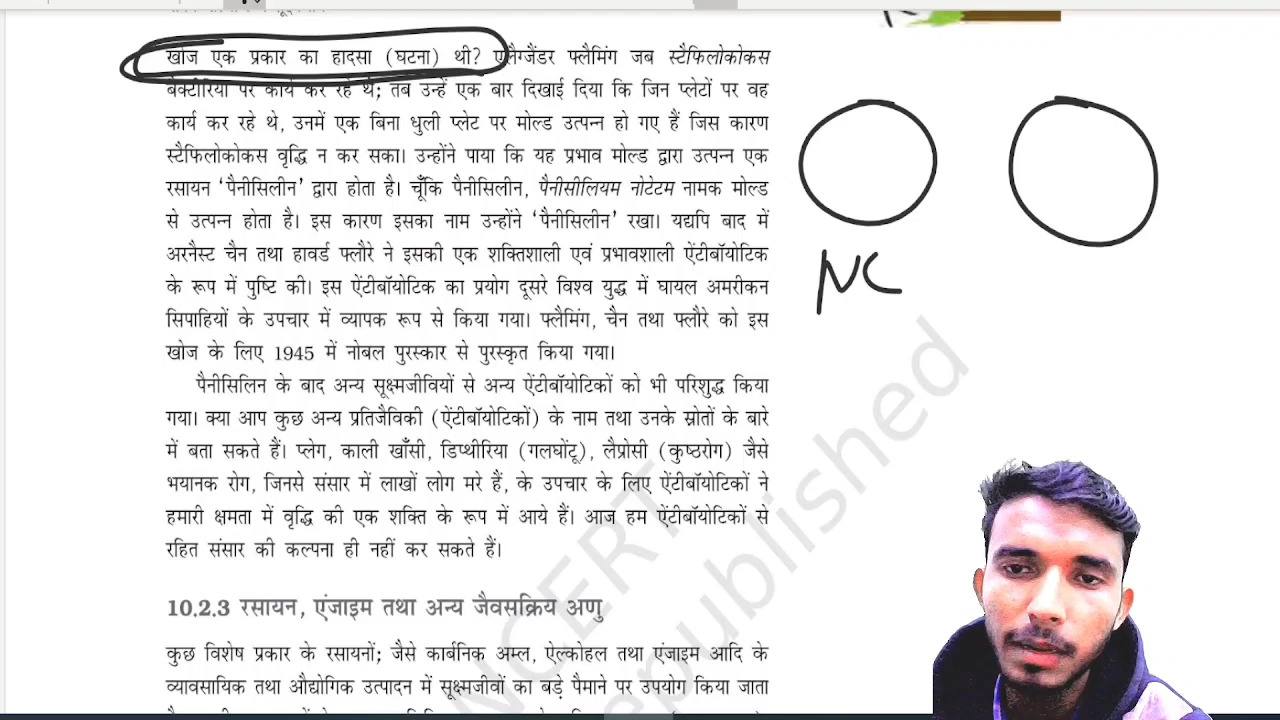 खोज एक प्रकार का हादसा (घटना) थी? एलैग्जैंडर फ्लैमिंग जब स्टैफिलोकोकस
बैक्टीरिया पर कार्य कर रहे थे; तब उन्हें एक बार दिखाई दिया कि जिन प्लेटों पर वह
कार्य कर रहे थे, उनमें एक बिना धुली प्लेट पर मोल्ड उत्पन्न हो गए हैं जिस कारण
स्टैफिलोकोकस वृद्धि न कर सका। उन्होंने पाया कि यह प्रभाव मोल्ड द्वारा उत्पन्न एक
रसायन ‘पैनीसिलीन’ द्वारा होता है। चूँकि पैनीसिलीन, पैनीसीलियम नोटेटम नामक मोल्ड
से उत्पन्न होता है। इस कारण इसका नाम उन्होंने ‘पैनीसिलीन’ रखा। यद्यपि बाद में
अरनैस्ट चैन तथा हावर्ड फ्लौरे ने इसकी एक शक्तिशाली एवं प्रभावशाली ऐंटीबॉयोटिक
के रूप में पुष्टि की। इस ऐंटीबॉयोटिक का प्रयोग दूसरे विश्व युद्ध में घायल अमरीकन
सिपाहियों के उपचार में व्यापक रूप से किया गया। फ्लैमिंग, चैन तथा फ्लौरे को इस
खोज के लिए 1945 में नोबल पुरस्कार से पुरस्कृत किया गया।
पैनीसिलिन के बाद अन्य सूक्ष्मजीवियों से अन्य ऐंटीबॉयोटिकों को भी परिशुद्ध किया
गया। क्या आप कुछ अन्य प्रतिजैविकी (ऐंटीबॉयोटिकों) के नाम तथा उनके स्रोतों के बारे
में बता सकते हैं। प्लेग, काली खाँसी, डिप्थीरिया (गलघोंटू), लैप्रोसी (कुष्ठरोग) जैसे
भयानक रोग, जिनसे संसार में लाखों लोग मरे हैं, के उपचार के लिए ऐंटीबॉयोटिकों ने
हमारी क्षमता में वृद्धि की एक शक्ति के रूप में आये हैं। आज हम ऐंटीबॉयोटिकों से
रहित संसार की कल्पना ही नहीं कर सकते हैं।
10.2.3 रसायन, एंजाइम तथा अन्य जैवसक्रिय अणु
कुछ विशेष प्रकार के रसायनों; जैसे कार्बनिक अम्ल, ऐल्कोहल तथा एंजाइम आदि के
व्यावसायिक तथा औद्योगिक उत्पादन में सूक्ष्मजीवों का बड़े पैमाने पर उपयोग किया जाता
NC
NCERT
republished